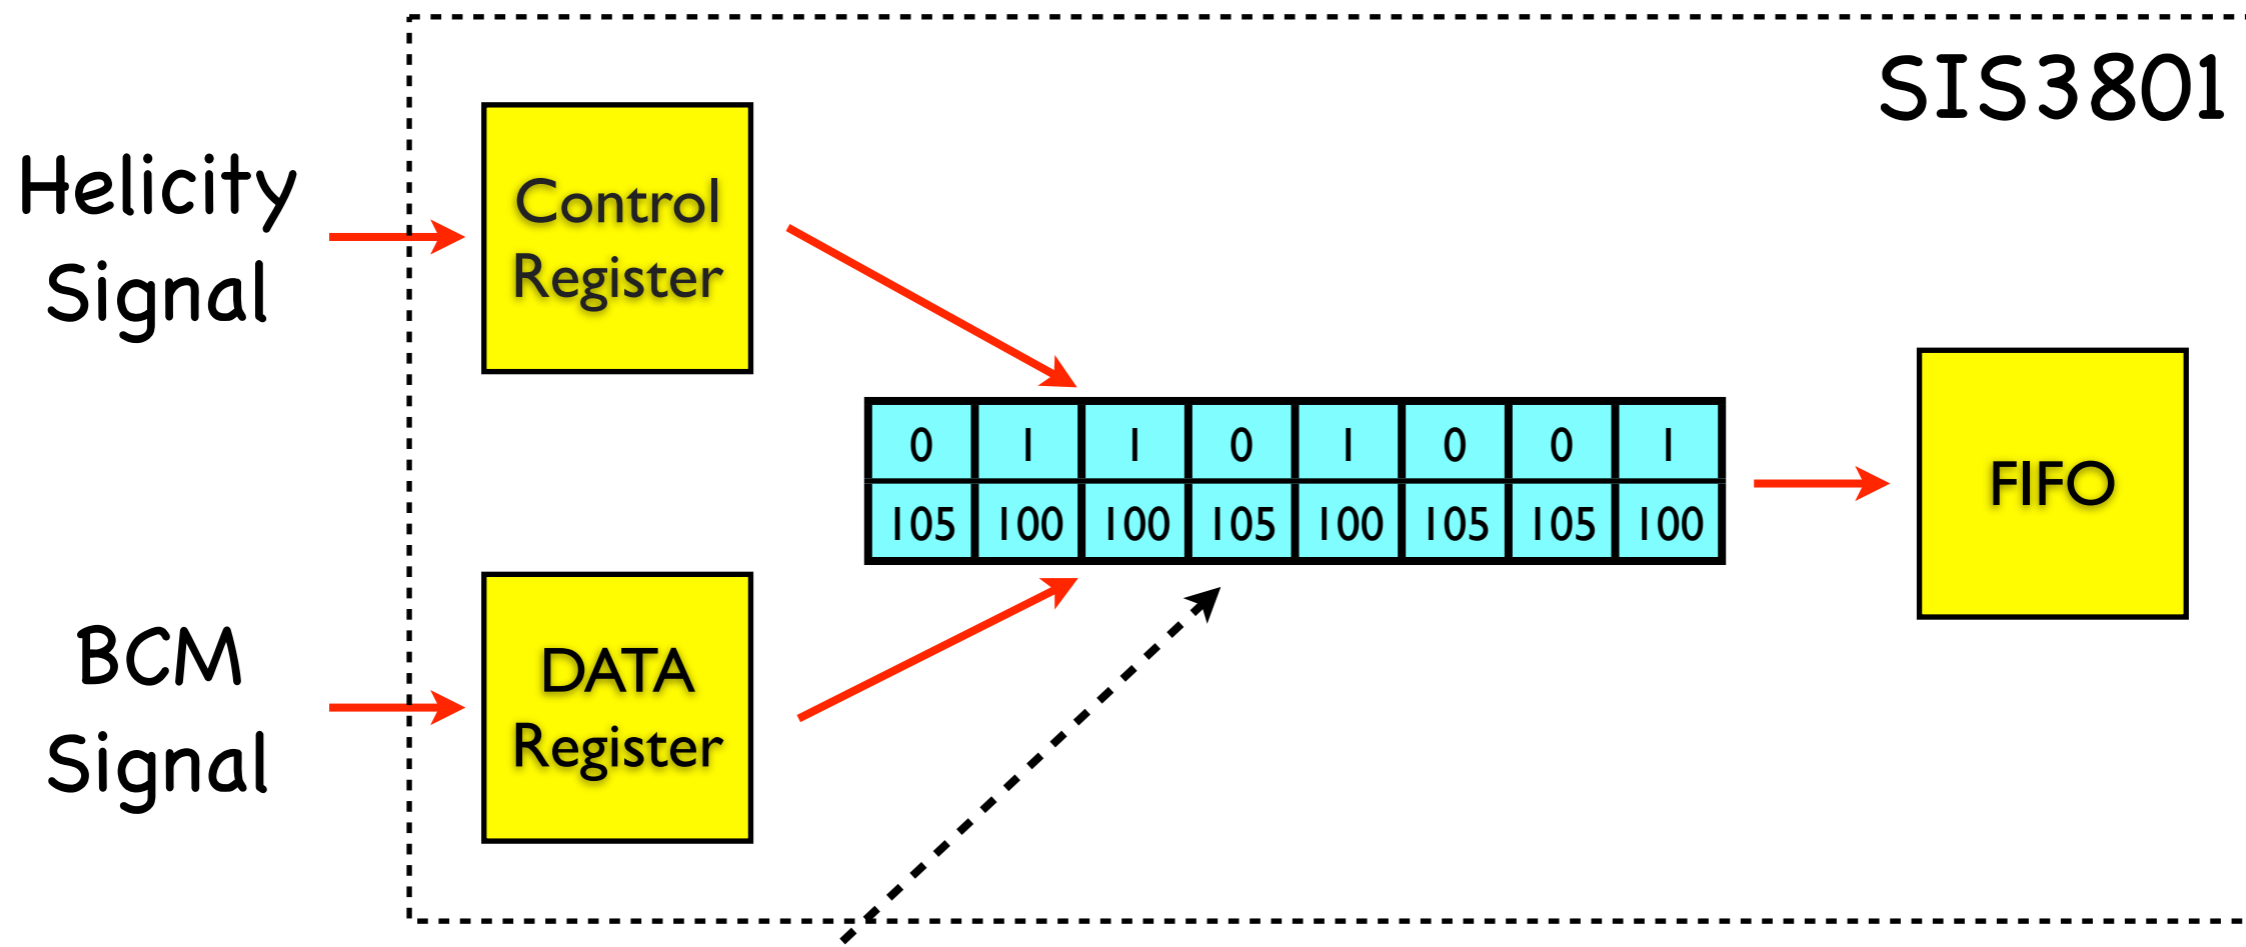 SIS3801
Helicity
Signal
Control
Register
0 1 1 0 1 0 0 1
105 100 100 105 100 105 105 100
FIFO
BCM
Signal
DATA
Register